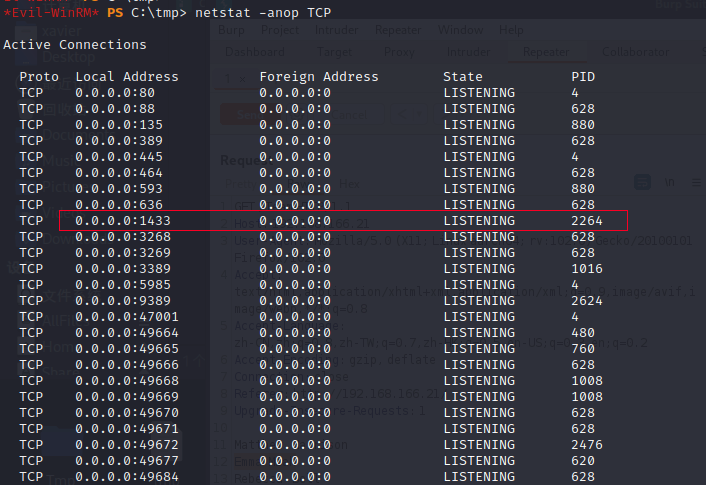 *Evil-WinRM* PS C:\tmp> netstat -anop TCP
Active Connections
Proto Local Address Foreign Address State PID
TCP 0.0.0.0:80 0.0.0.0:0 LISTENING 4
TCP 0.0.0.0:88 0.0.0.0:0 LISTENING 628
TCP 0.0.0.0:135 0.0.0.0:0 LISTENING 880
TCP 0.0.0.0:389 0.0.0.0:0 LISTENING 628
TCP 0.0.0.0:445 0.0.0.0:0 LISTENING 4
TCP 0.0.0.0:464 0.0.0.0:0 LISTENING 628
TCP 0.0.0.0:593 0.0.0.0:0 LISTENING 880
TCP 0.0.0.0:636 0.0.0.0:0 LISTENING 628
TCP 0.0.0.0:1433 0.0.0.0:0 LISTENING 2264
TCP 0.0.0.0:3268 0.0.0.0:0 LISTENING 628
TCP 0.0.0.0:3269 0.0.0.0:0 LISTENING 628
TCP 0.0.0.0:3389 0.0.0.0:0 LISTENING 1016
TCP 0.0.0.0:5985 0.0.0.0:0 LISTENING 4
TCP 0.0.0.0:9389 0.0.0.0:0 LISTENING 2624
TCP 0.0.0.0:47001 0.0.0.0:0 LISTENING 4
TCP 0.0.0.0:49664 0.0.0.0:0 LISTENING 480
TCP 0.0.0.0:49665 0.0.0.0:0 LISTENING 760
TCP 0.0.0.0:49666 0.0.0.0:0 LISTENING 628
TCP 0.0.0.0:49668 0.0.0.0:0 LISTENING 1008
TCP 0.0.0.0:49669 0.0.0.0:0 LISTENING 1008
TCP 0.0.0.0:49670 0.0.0.0:0 LISTENING 628
TCP 0.0.0.0:49671 0.0.0.0:0 LISTENING 628
TCP 0.0.0.0:49672 0.0.0.0:0 LISTENING 2476
TCP 0.0.0.0:49677 0.0.0.0:0 LISTENING 620
TCP 0.0.0.0:49684 0.0.0.0:0 LISTENING 628
Burp Project Intruder Repeater Window Help
Dashboard Target Proxy Intruder Repeater Collaborator
xavier
Desktop